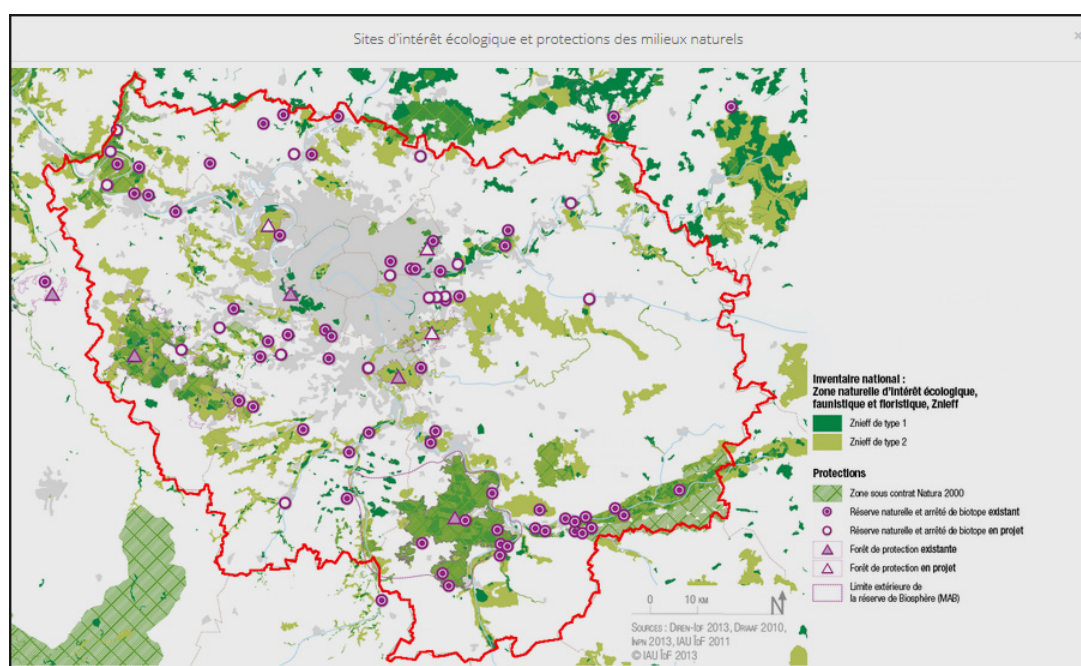 Sites d'intérêt écologique et protections des milieux naturels
×
Inventaire national :
Zone naturelle d'intérêt écologique,
faunistique et floristique, Znieff
Znieff de type 1
Znieff de type 2
Protections
Zone sous contrat Natura 2000
Réserve naturelle et arrêté de biotope existant
Réserve naturelle et arrêté de biotope en projet
Forêt de protection existante
Forêt de protection en projet
Limite extérieure de
la réserve de Biosphère (MAB)
0 10 KM
N
SOURCES : DIREN-IDF 2013, DRIAAF 2010,
INPN 2013, IAU ÎDF 2011
© IAU ÎDF 2013